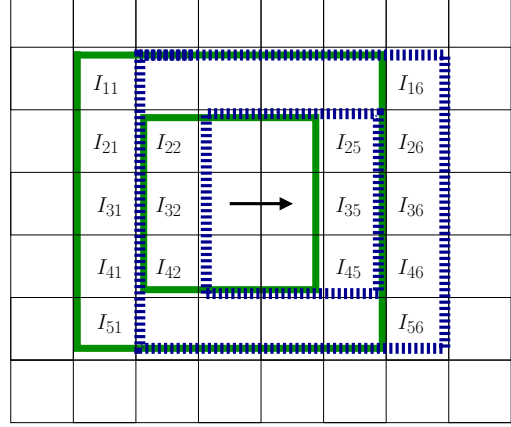 I₁₁ I₁₆
I₂₁ I₂₂ I₂₅ I₂₆
I₃₁ I₃₂ I₃₅ I₃₆
I₄₁ I₄₂ I₄₅ I₄₆
I₅₁ I₅₆